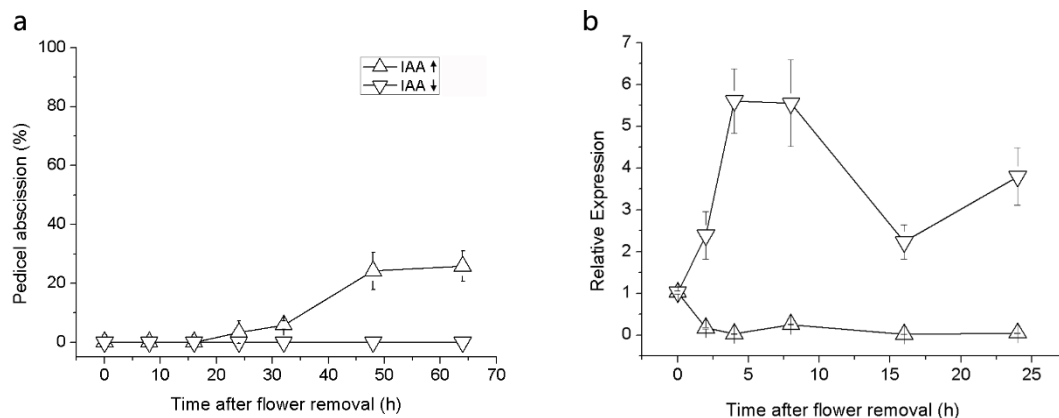 a
100
80
60
40
20
0
Pedicel abscission (%)
IAA ↑
IAA ↓
0 10 20 30 40 50 60 70
Time after flower removal (h)
b
7
6
5
4
3
2
1
0
Relative Expression
0 5 10 15 20 25
Time after flower removal (h)